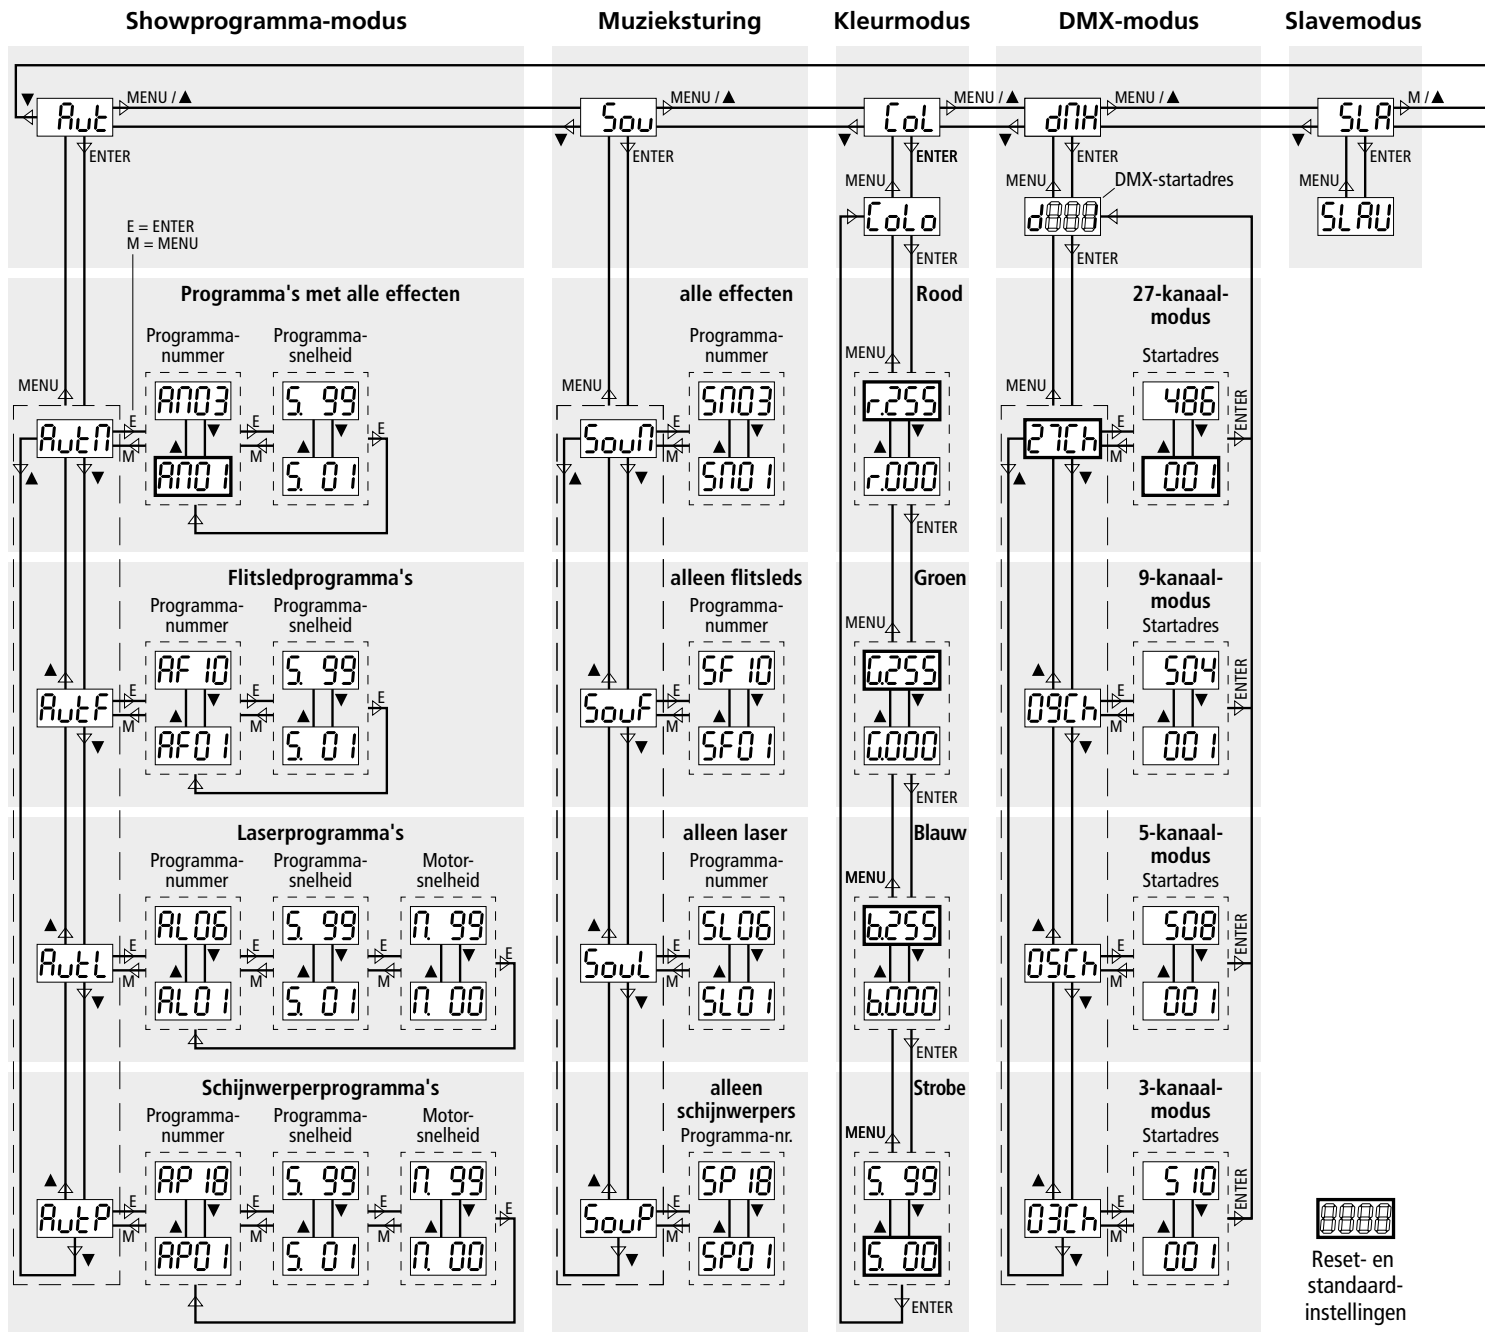 Showprogramma-modus
Muzieksturing
Kleurmodus
DMX-modus
Slavemodus
Aut
MENU / ▲
▼
ENTER
Sou
MENU / ▲
▼
ENTER
CoL
MENU / ▲
▼
ENTER
dMX
MENU / ▲
▼
ENTER
SLA
M / ▲
▼
ENTER
MENU
CoLo
ENTER
MENU
DMX-startadres
d888
ENTER
MENU
SLAU
E = ENTER
M = MENU
Programma's met alle effecten
Programma-
nummer
Programma-
snelheid
MENU
AutM
▲
▼
E
M
AM03
▲
▼
AM01
E
M
S. 99
▲
▼
S. 01
E
alle effecten
Programma-
nummer
MENU
SouM
▲
▼
E
M
SM03
▲
▼
SM01
Rood
MENU
r.255
▲
▼
r.000
ENTER
27-kanaal-
modus
Startadres
MENU
27Ch
▲
▼
E
M
486
▲
▼
001
ENTER
Flitsledprogramma's
Programma-
nummer
Programma-
snelheid
▲
AutF
▼
E
M
AF10
▲
▼
AF01
E
M
S. 99
▲
▼
S. 01
E
alleen flitsleds
Programma-
nummer
▲
SouF
▼
E
M
SF10
▲
▼
SF01
Groen
MENU
G.255
▲
▼
G.000
ENTER
9-kanaal-
modus
Startadres
▲
09Ch
▼
E
M
504
▲
▼
001
ENTER
Laserprogramma's
Programma-
nummer
Programma-
snelheid
Motor-
snelheid
▲
AutL
▼
E
M
AL06
▲
▼
AL01
E
M
S. 99
▲
▼
S. 01
E
M
M. 99
▲
▼
M. 00
E
alleen laser
Programma-
nummer
▲
SouL
▼
E
M
SL06
▲
▼
SL01
Blauw
MENU
b.255
▲
▼
b.000
ENTER
5-kanaal-
modus
Startadres
▲
05Ch
▼
E
M
508
▲
▼
001
ENTER
Schijnwerperprogramma's
Programma-
nummer
Programma-
snelheid
Motor-
snelheid
▲
AutP
▼
E
M
AP18
▲
▼
AP01
E
M
S. 99
▲
▼
S. 01
E
M
M. 99
▲
▼
M. 00
E
alleen
schijnwerpers
Programma-nr.
▲
SouP
▼
E
M
SP18
▲
▼
SP01
Strobe
MENU
S. 99
▲
▼
S. 00
ENTER
3-kanaal-
modus
Startadres
▲
03Ch
▼
E
M
510
▲
▼
001
ENTER
8888
Reset- en
standaard-
instellingen